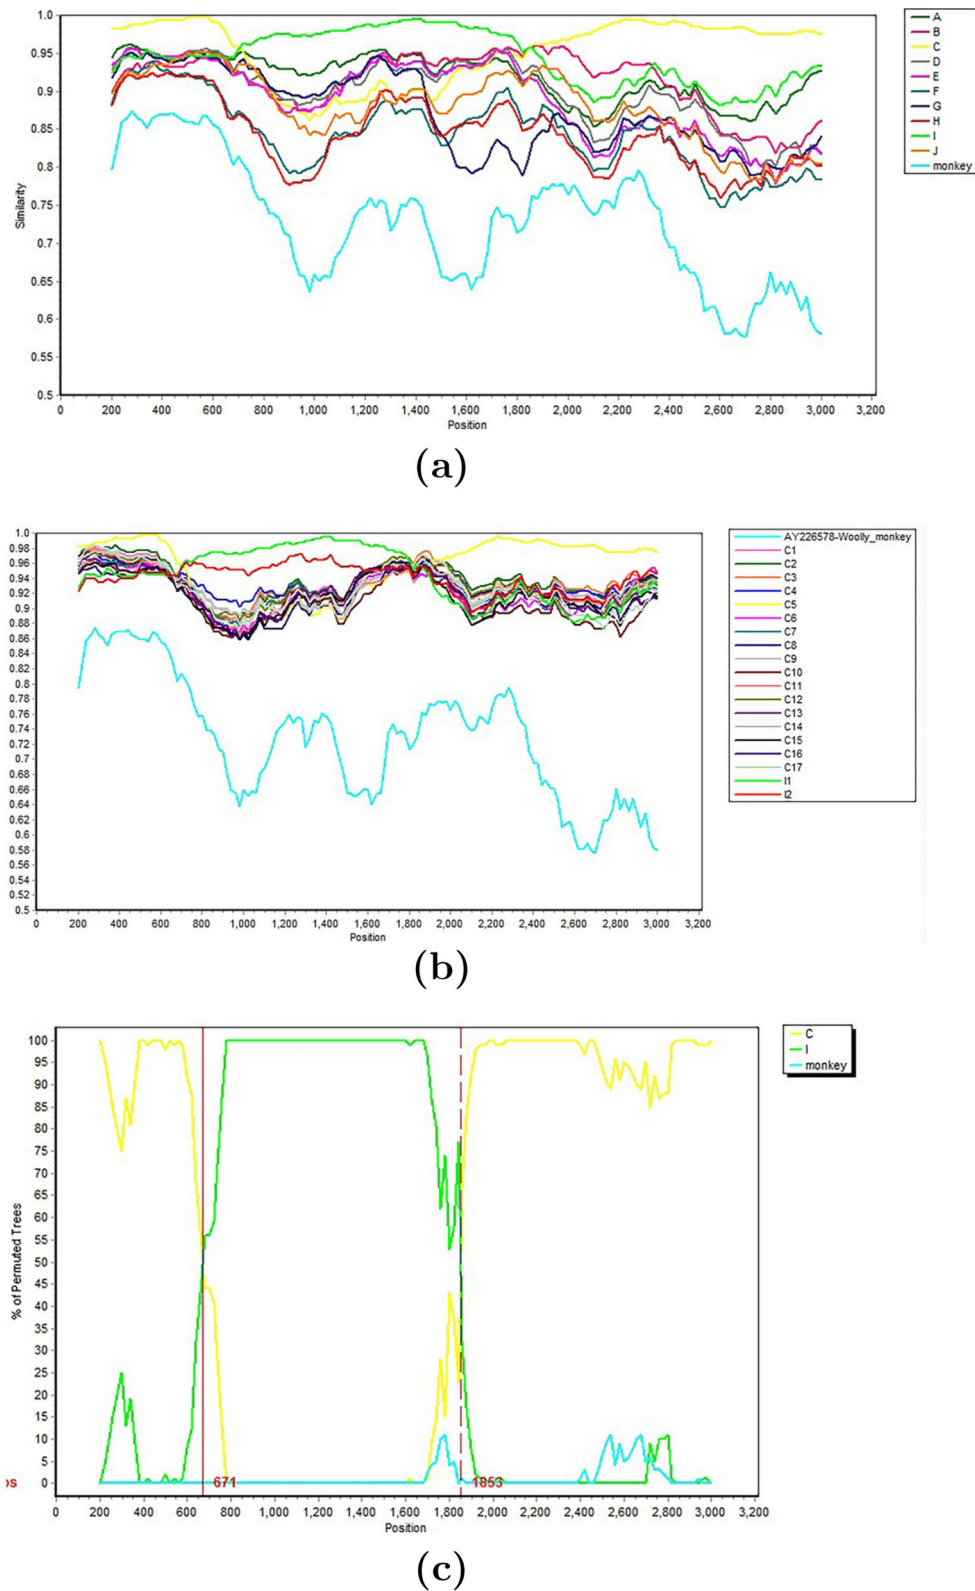 1.0
0.95
0.9
0.85
0.8
0.75
0.7
0.65
0.6
0.55
0.5
Similarity
0 200 400 600 800 1,000 1,200 1,400 1,600 1,800 2,000 2,200 2,400 2,600 2,800 3,000 3,200
Position
A
B
C
D
E
F
G
H
I
J
monkey
(a)
1.0
0.98
0.96
0.94
0.92
0.9
0.88
0.86
0.84
0.82
0.8
0.78
0.76
0.74
0.72
0.7
0.68
0.66
0.64
0.62
0.6
0.58
0.56
0.54
0.52
0.5
0 200 400 600 800 1,000 1,200 1,400 1,600 1,800 2,000 2,200 2,400 2,600 2,800 3,000 3,200
Position
AY226578-Woolly_monkey
C1
C2
C3
C4
C5
C6
C7
C8
C9
C10
C11
C12
C13
C14
C15
C16
C17
I1
I2
(b)
100
95
90
85
80
75
70
65
60
55
50
45
40
35
30
25
20
15
10
5
0
% of Permuted Trees
671
1853
0 200 400 600 800 1,000 1,200 1,400 1,600 1,800 2,000 2,200 2,400 2,600 2,800 3,000 3,200
Position
C
I
monkey
(c)